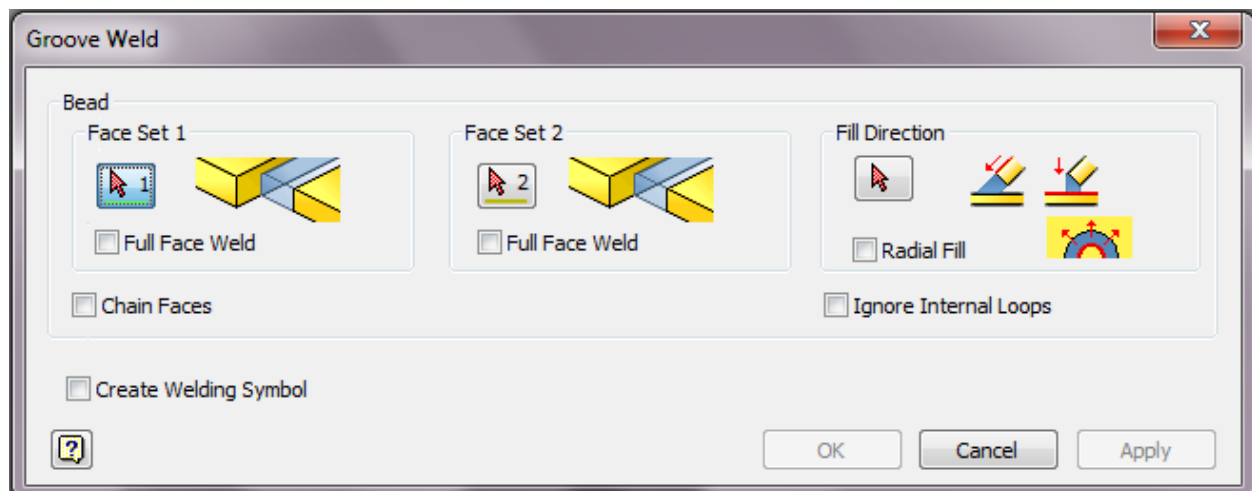 Groove Weld
Bead
Face Set 1
Face Set 2
Fill Direction
1
2
Full Face Weld
Full Face Weld
Radial Fill
Chain Faces
Ignore Internal Loops
Create Welding Symbol
?
OK
Cancel
Apply